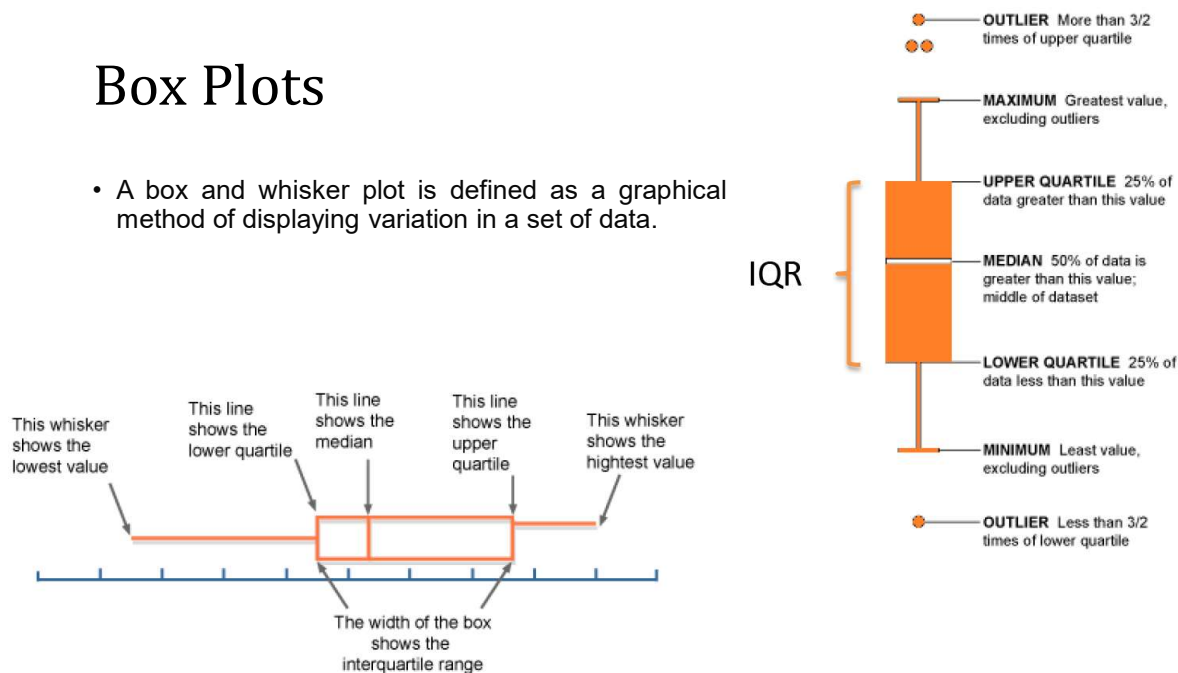 Box Plots
• A box and whisker plot is defined as a graphical
method of displaying variation in a set of data.
This whisker
shows the
lowest value
This line
shows the
lower quartile
This line
shows the
median
This line
shows the
upper
quartile
This whisker
shows the
hightest value
The width of the box
shows the
interquartile range
IQR
OUTLIER More than 3/2
times of upper quartile
MAXIMUM Greatest value,
excluding outliers
UPPER QUARTILE 25% of
data greater than this value
MEDIAN 50% of data is
greater than this value;
middle of dataset
LOWER QUARTILE 25% of
data less than this value
MINIMUM Least value,
excluding outliers
OUTLIER Less than 3/2
times of lower quartile